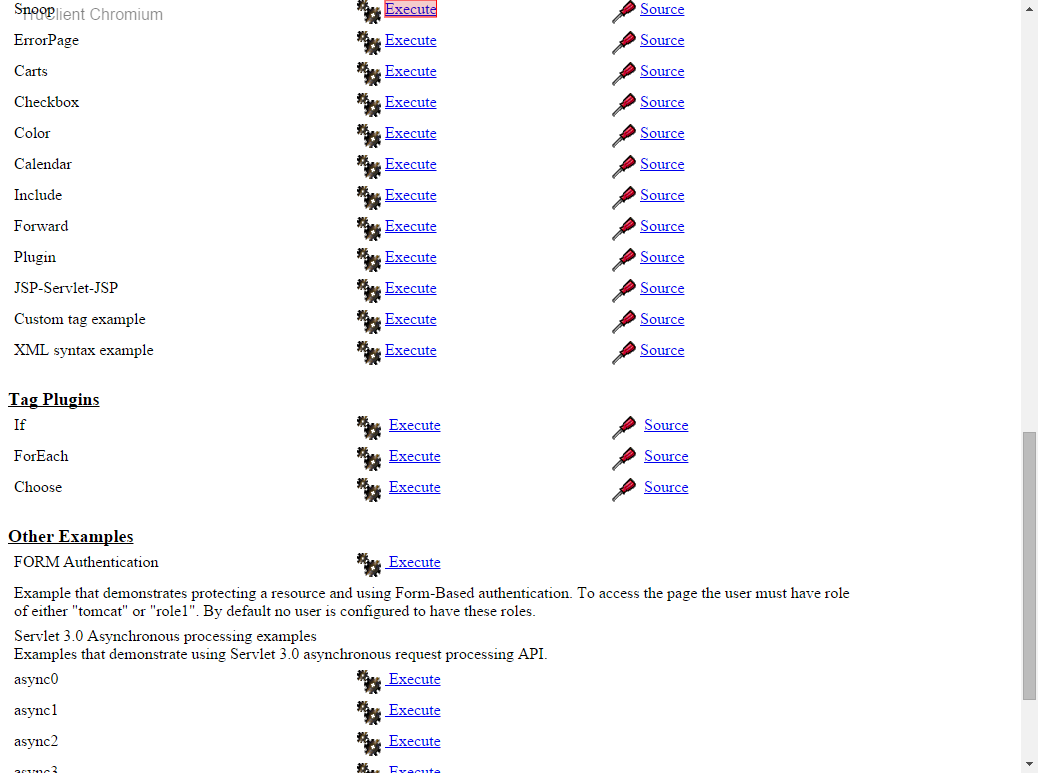 TruClient Chromium
Snoop Execute Source
ErrorPage Execute Source
Carts Execute Source
Checkbox Execute Source
Color Execute Source
Calendar Execute Source
Include Execute Source
Forward Execute Source
Plugin Execute Source
JSP-Servlet-JSP Execute Source
Custom tag example Execute Source
XML syntax example Execute Source
Tag Plugins
If Execute Source
ForEach Execute Source
Choose Execute Source
Other Examples
FORM Authentication Execute
Example that demonstrates protecting a resource and using Form-Based authentication. To access the page the user must have role
of either "tomcat" or "role1". By default no user is configured to have these roles.
Servlet 3.0 Asynchronous processing examples
Examples that demonstrate using Servlet 3.0 asynchronous request processing API.
async0 Execute
async1 Execute
async2 Execute
async3 Execute